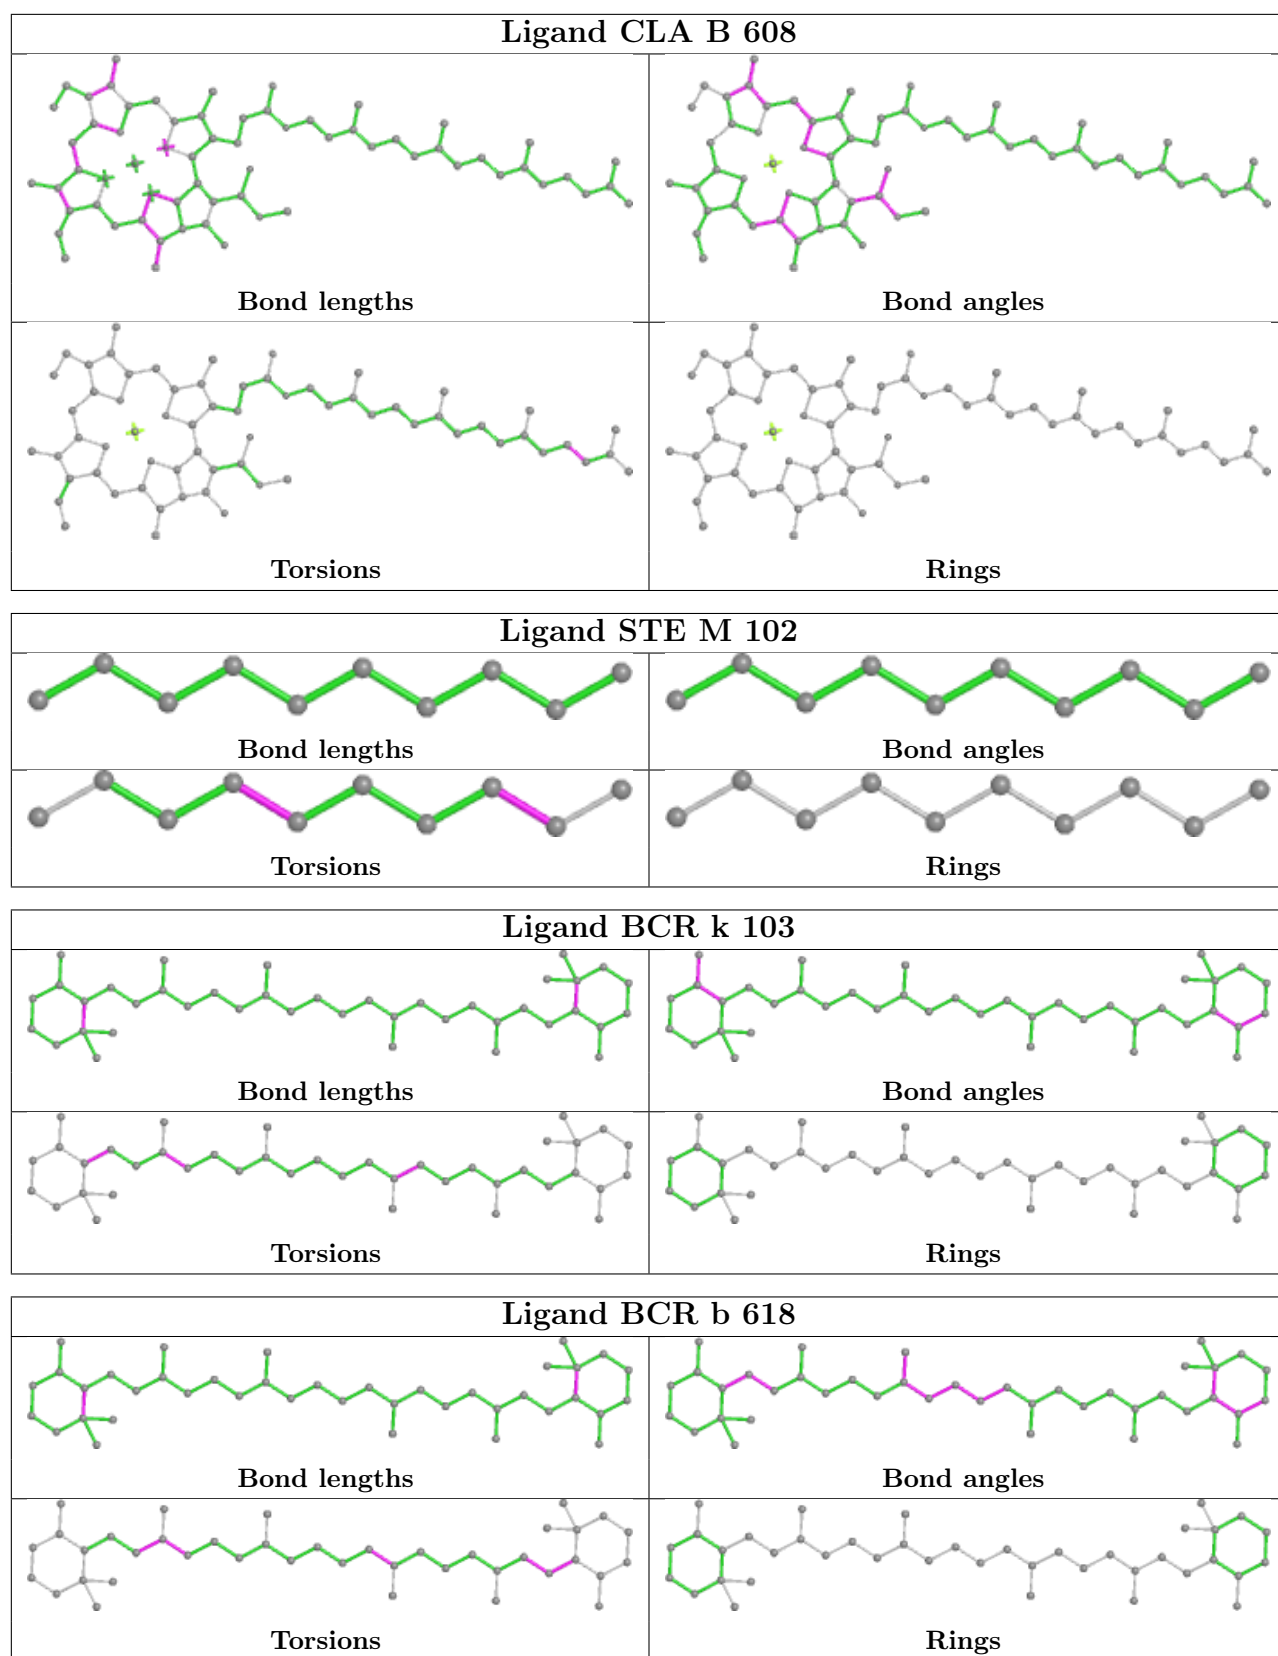 Ligand CLA B 608
Bond lengths
Bond angles
Torsions
Rings
Ligand STE M 102
Bond lengths
Bond angles
Torsions
Rings
Ligand BCR k 103
Bond lengths
Bond angles
Torsions
Rings
Ligand BCR b 618
Bond lengths
Bond angles
Torsions
Rings